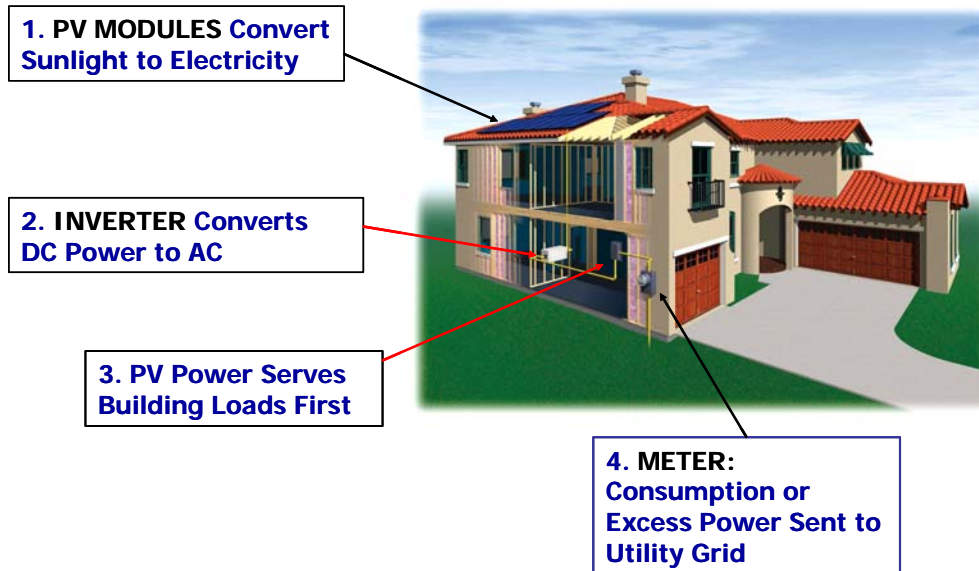 1. PV MODULES Convert
Sunlight to Electricity
2. INVERTER Converts
DC Power to AC
3. PV Power Serves
Building Loads First
4. METER:
Consumption or
Excess Power Sent to
Utility Grid